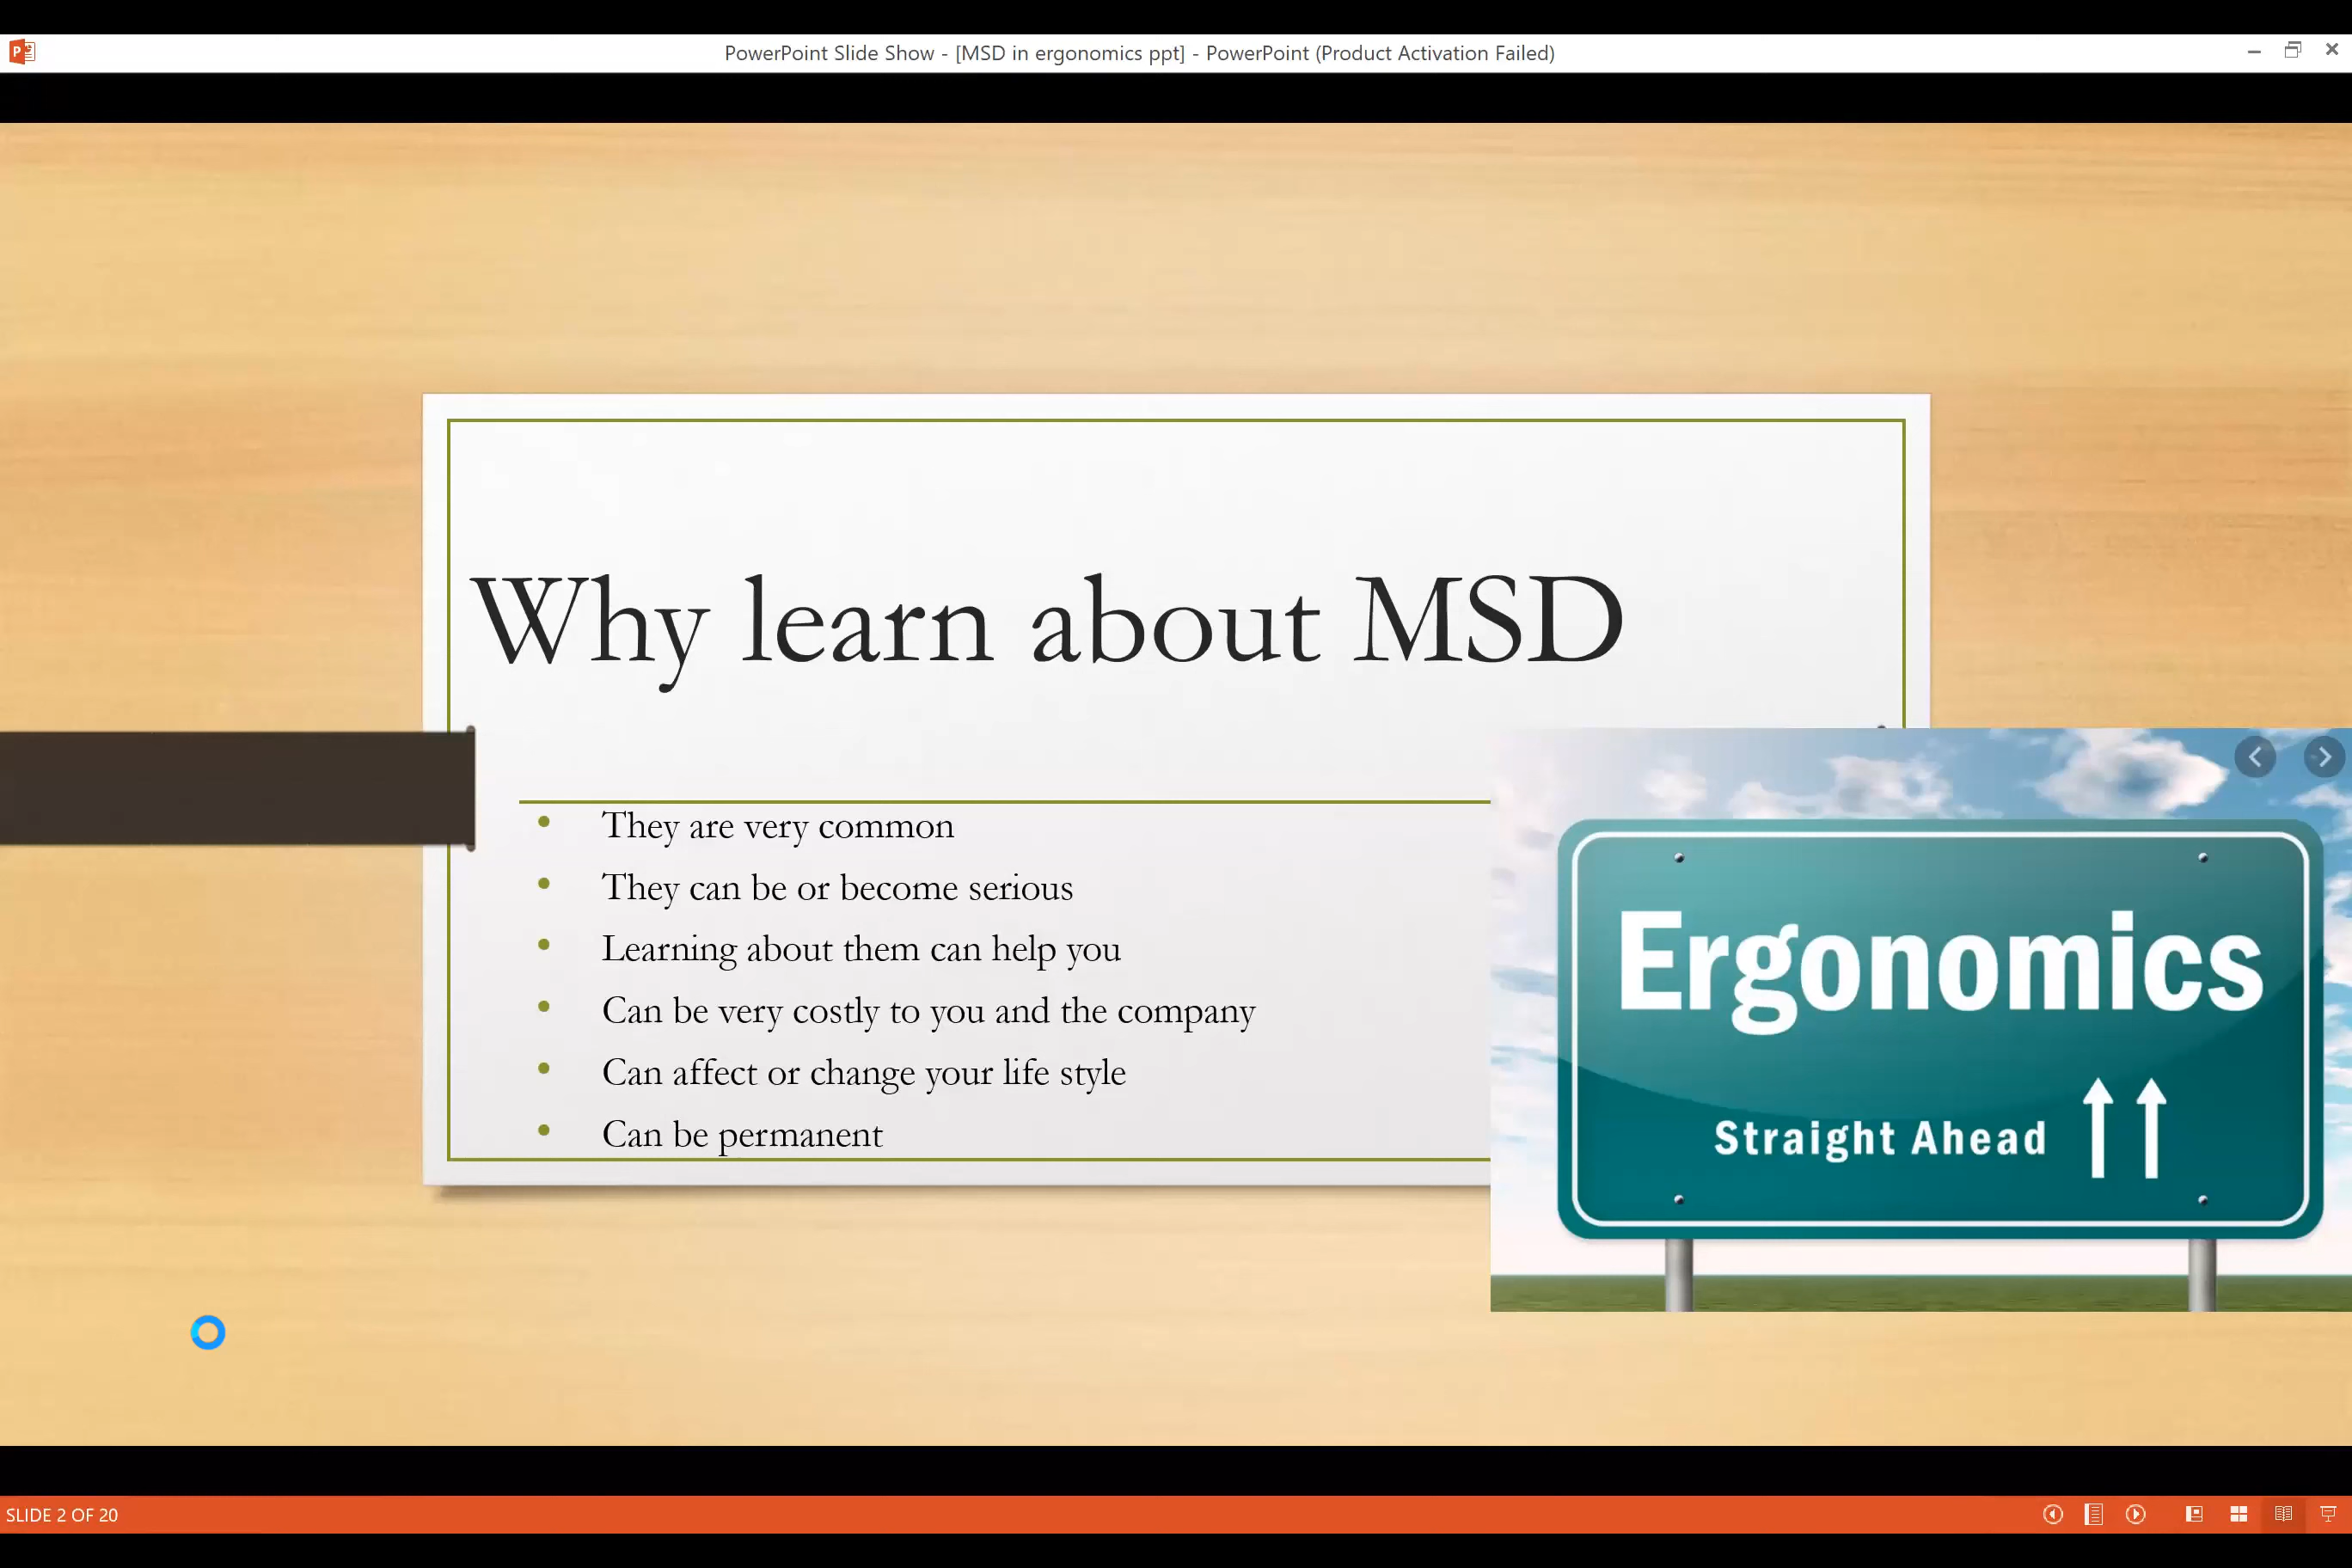 PowerPoint Slide Show - [MSD in ergonomics ppt] - PowerPoint (Product Activation Failed)
Why learn about MSD
• They are very common
• They can be or become serious
• Learning about them can help you
• Can be very costly to you and the company
• Can affect or change your life style
• Can be permanent
Ergonomics
Straight Ahead
SLIDE 2 OF 20